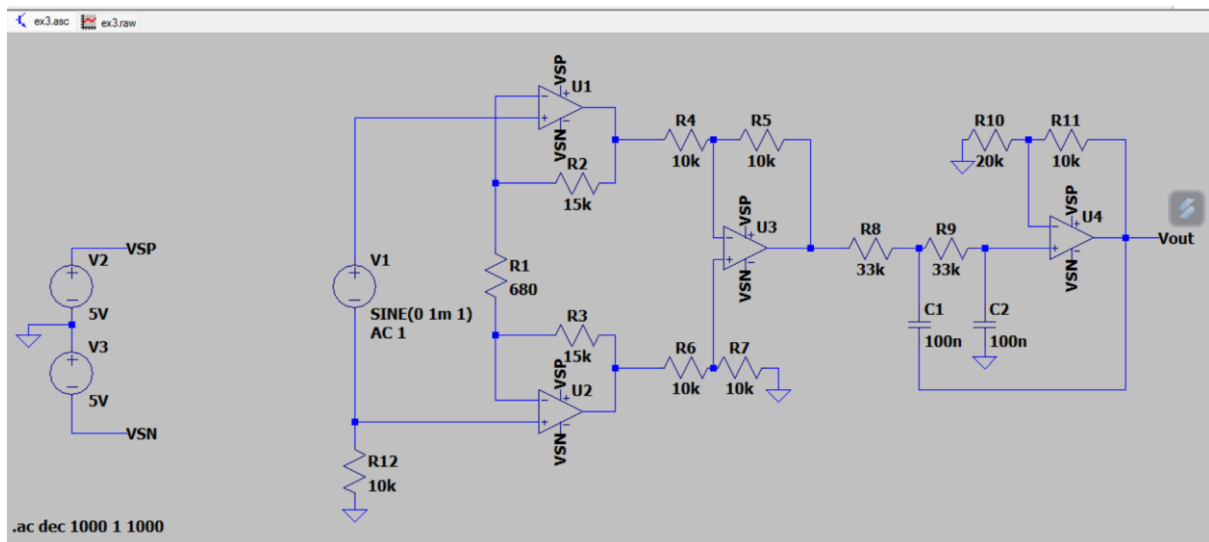 ex3.asc ex3.raw
VSP
U1
VSN
R2
15k
R4
10k
R5
10k
R10
20k
R11
10k
VSP
U4
VSN
Vout
VSP
U3
VSN
R8
33k
R9
33k
C1
100n
C2
100n
VSP
V2
5V
V3
5V
VSN
V1
SINE(0 1m 1)
AC 1
R1
680
R3
15k
VSP
U2
VSN
R6
10k
R7
10k
R12
10k
.ac dec 1000 1 1000